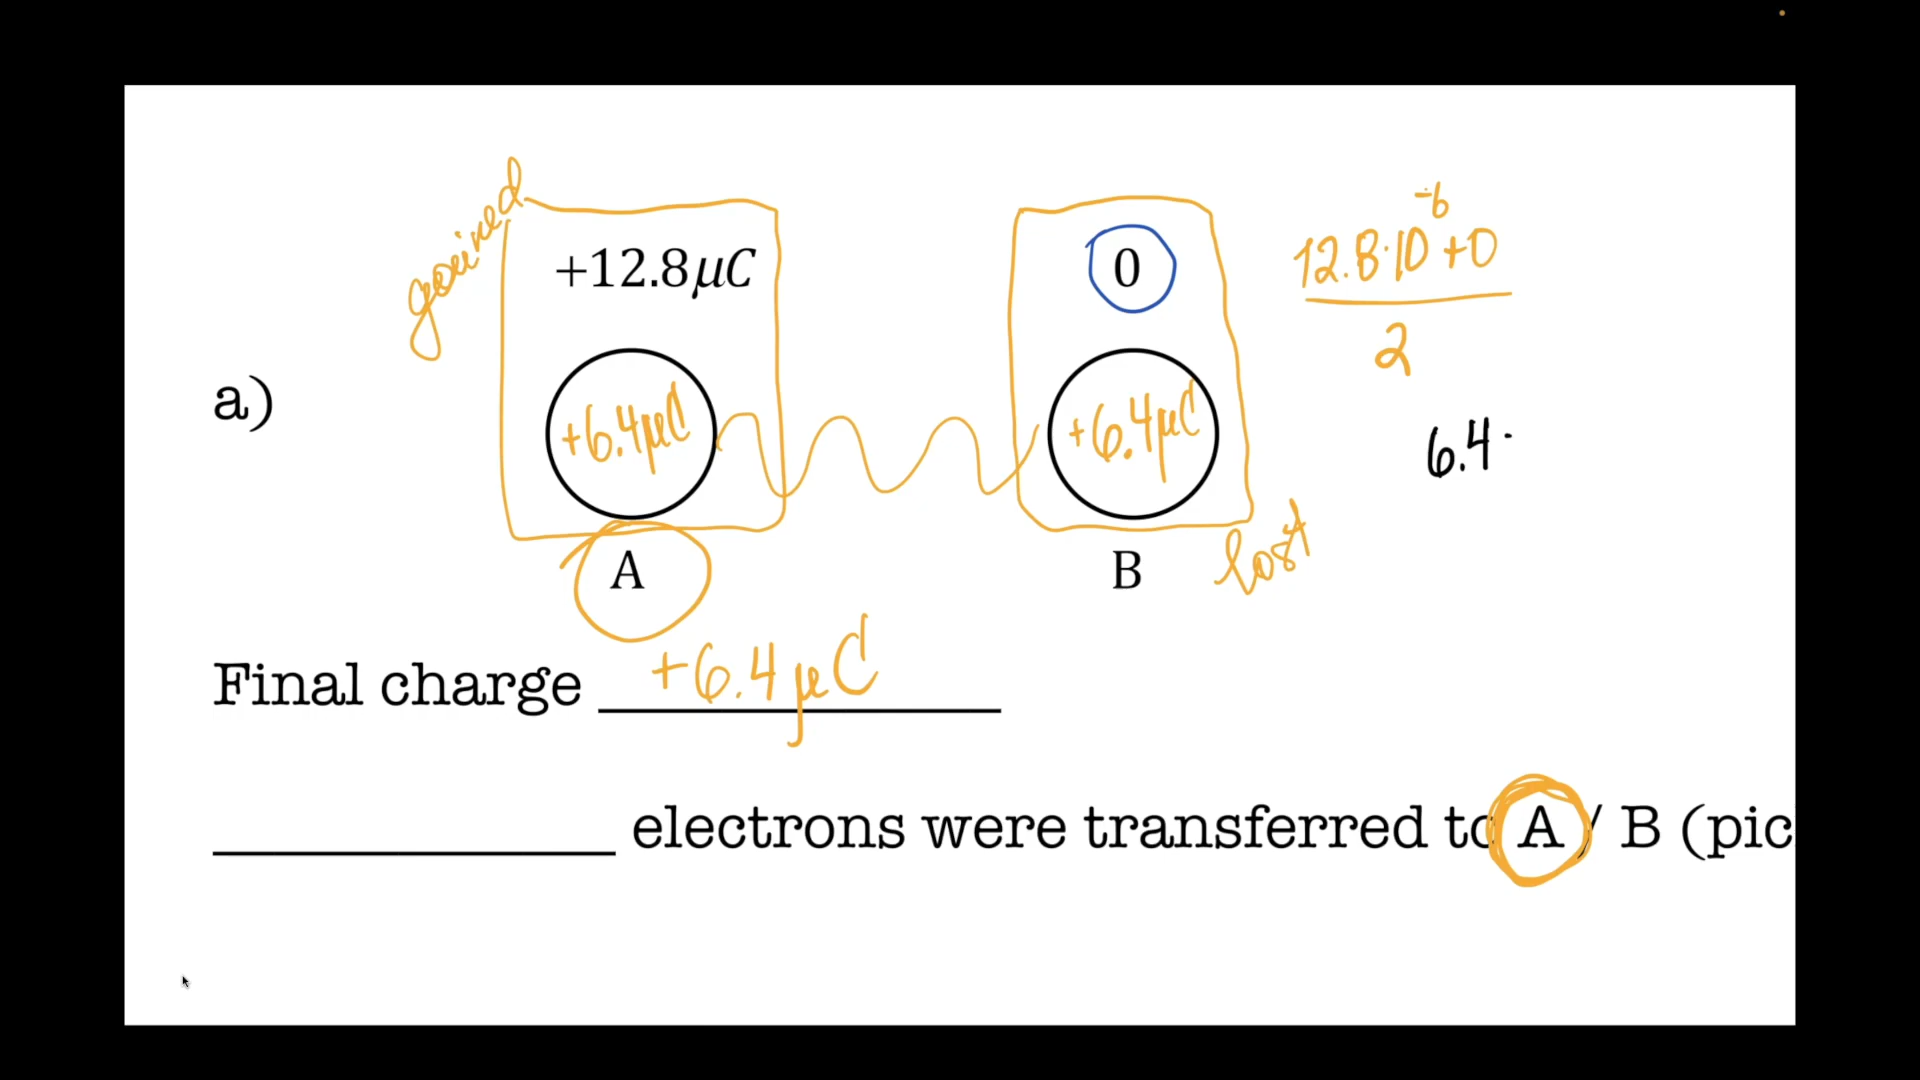 gained
+12.8μC
0
12.8·10⁻⁶+0
2
a)
+6.4μC
+6.4μC
6.4·
A
B
lost
Final charge +6.4μC
electrons were transferred to A / B (pic